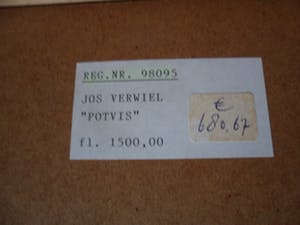 REG.NR. 98095
JOS VERWIEL
"POTVIS"
fl. 1500,00
€
680,67